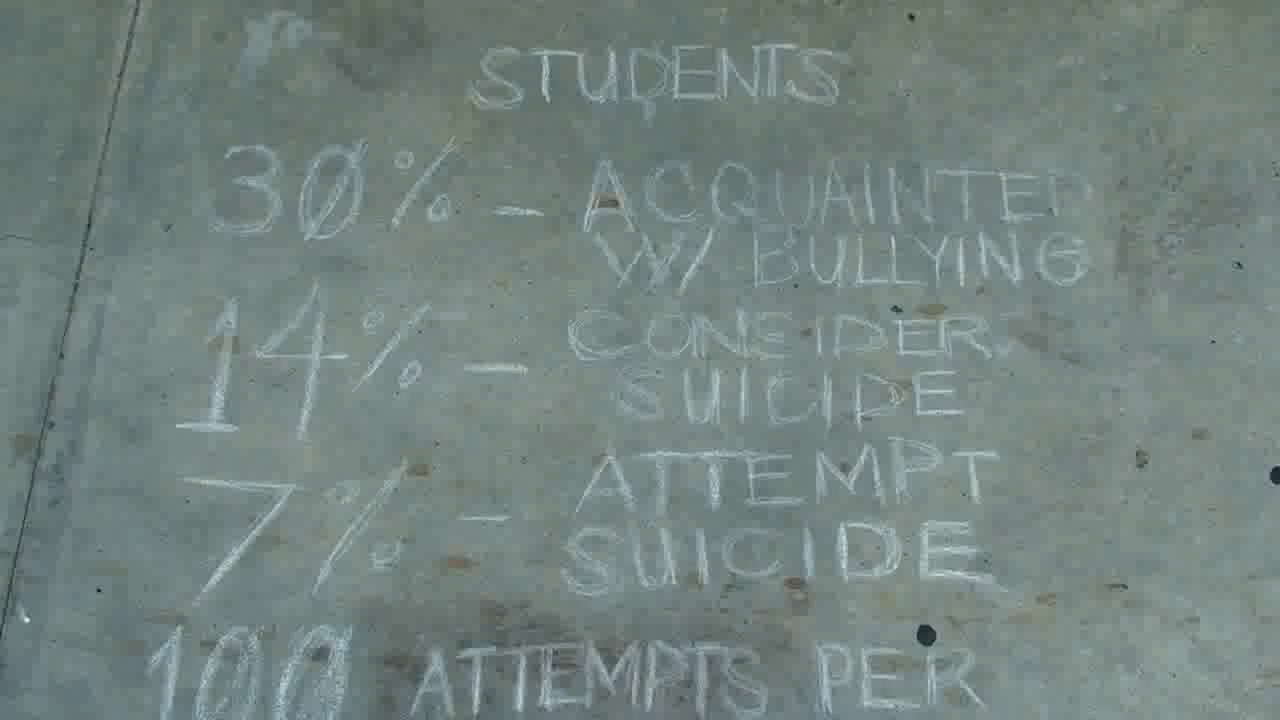 STUDENTS
30% - ACQUAINTED
W/ BULLYING
14% - CONSIDER
SUICIDE
7% - ATTEMPT
SUICIDE
100 ATTEMPTS PER